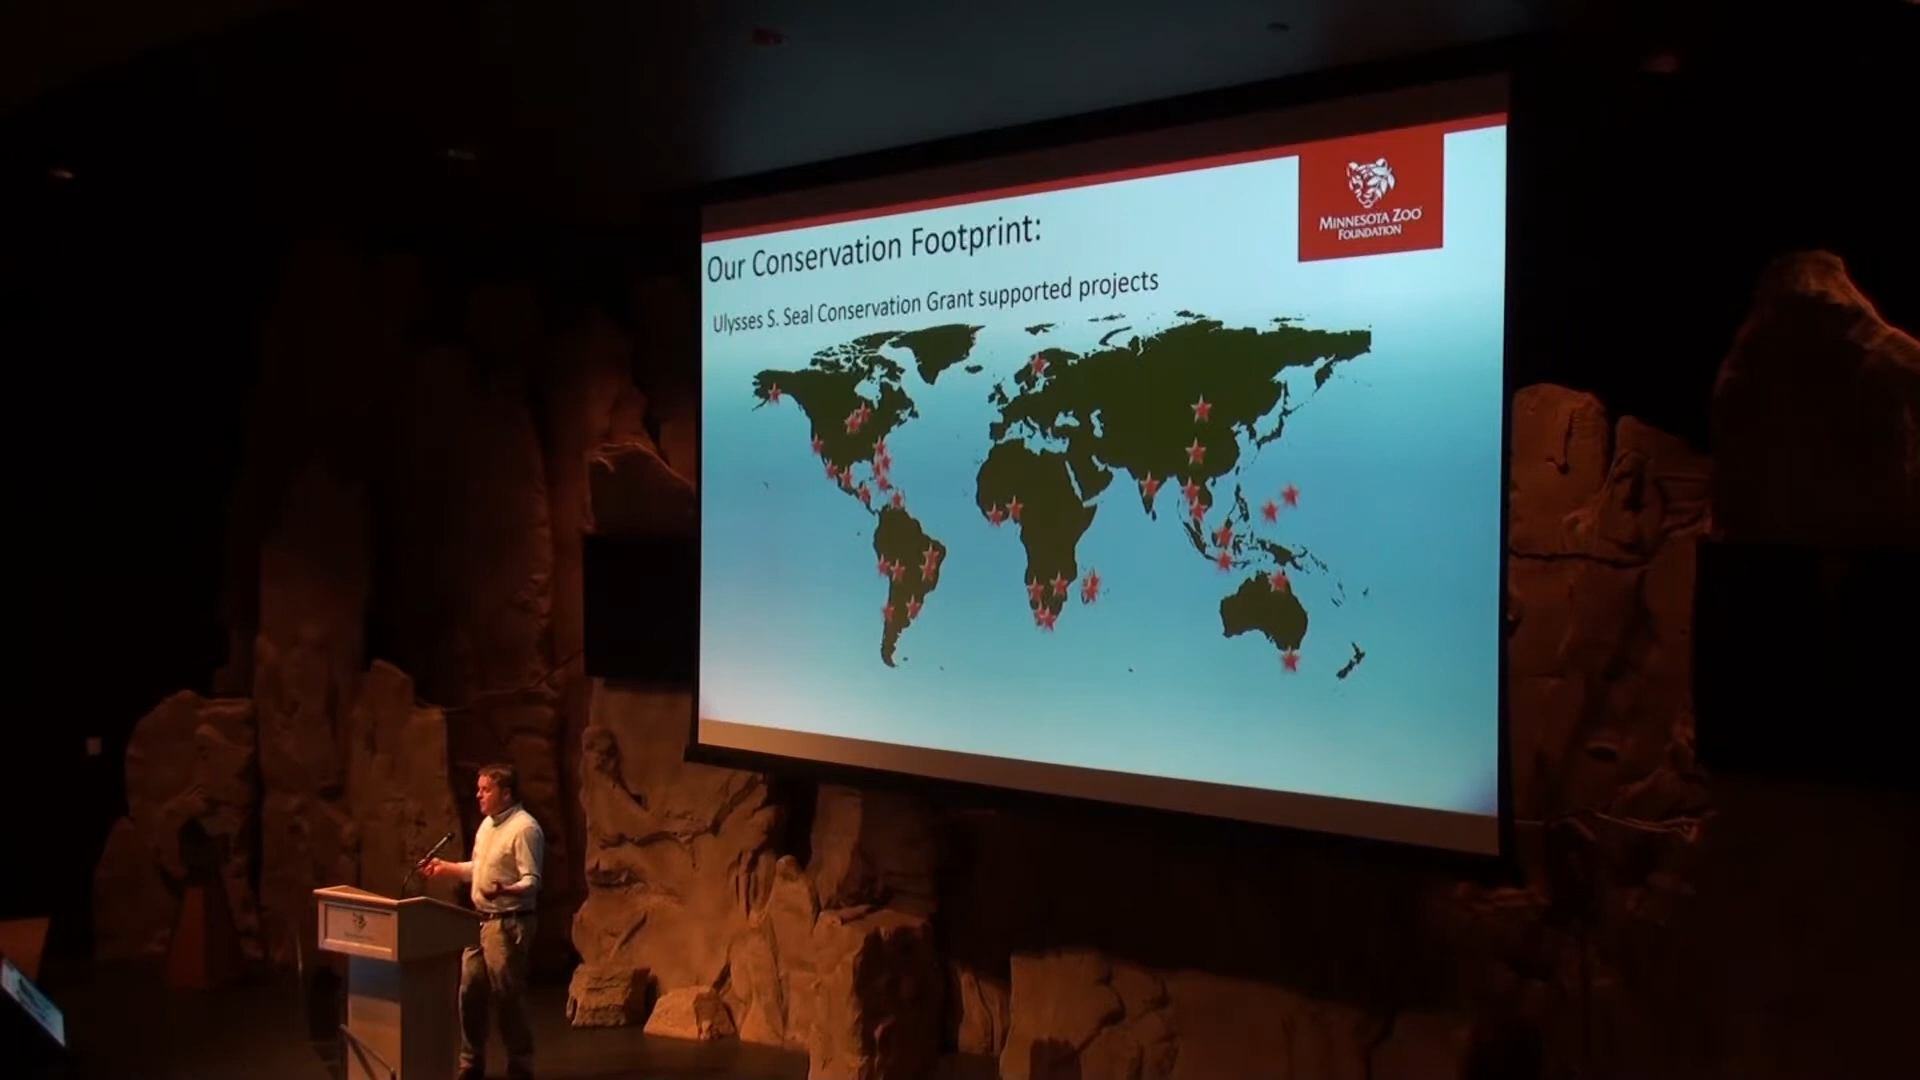 MINNESOTA ZOO
FOUNDATION
Our Conservation Footprint:
Ulysses S. Seal Conservation Grant supported projects